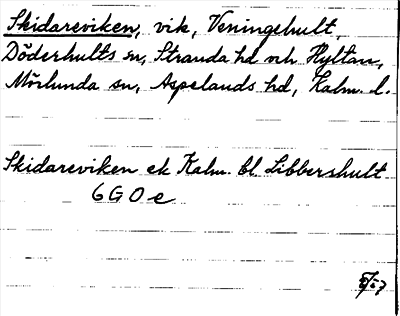 Skidareviken, vik, Veningehult,
Döderhults sn, Stranda hd och Hyltan,
Mörlunda sn, Aspelands hd, Kalm. l.
Skidareviken ek Kalm. bl. Libbershult
6 G O e